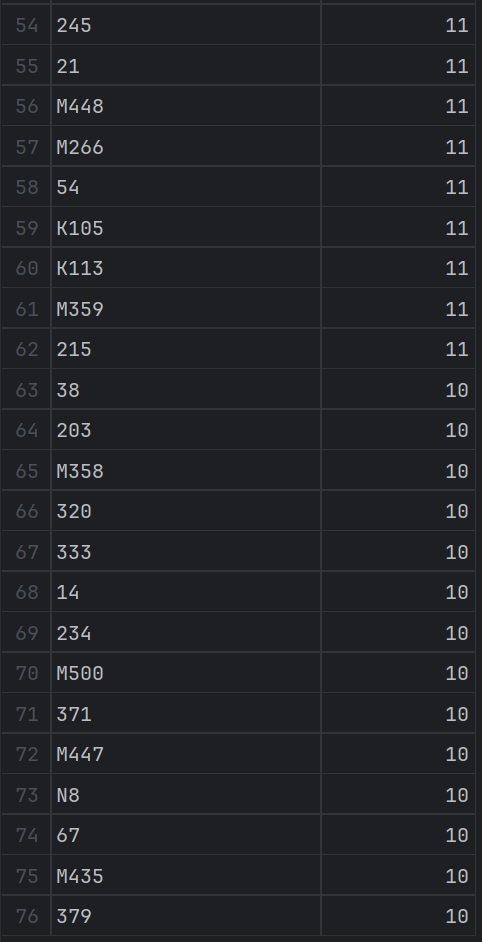 54 245 11
55 21 11
56 M448 11
57 M266 11
58 54 11
59 K105 11
60 K113 11
61 M359 11
62 215 11
63 38 10
64 203 10
65 M358 10
66 320 10
67 333 10
68 14 10
69 234 10
70 M500 10
71 371 10
72 M447 10
73 N8 10
74 67 10
75 M435 10
76 379 10